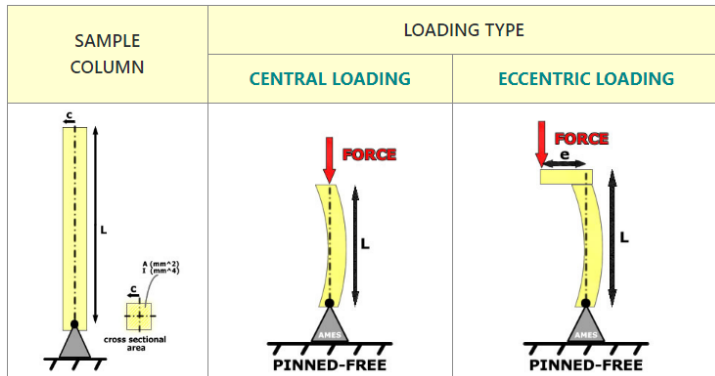 SAMPLE
COLUMN
LOADING TYPE
CENTRAL LOADING
ECCENTRIC LOADING
c
L
A (mm^2)
I (mm^4)
c
cross sectional
area
FORCE
L
AMES
PINNED-FREE
FORCE
e
L
AMES
PINNED-FREE